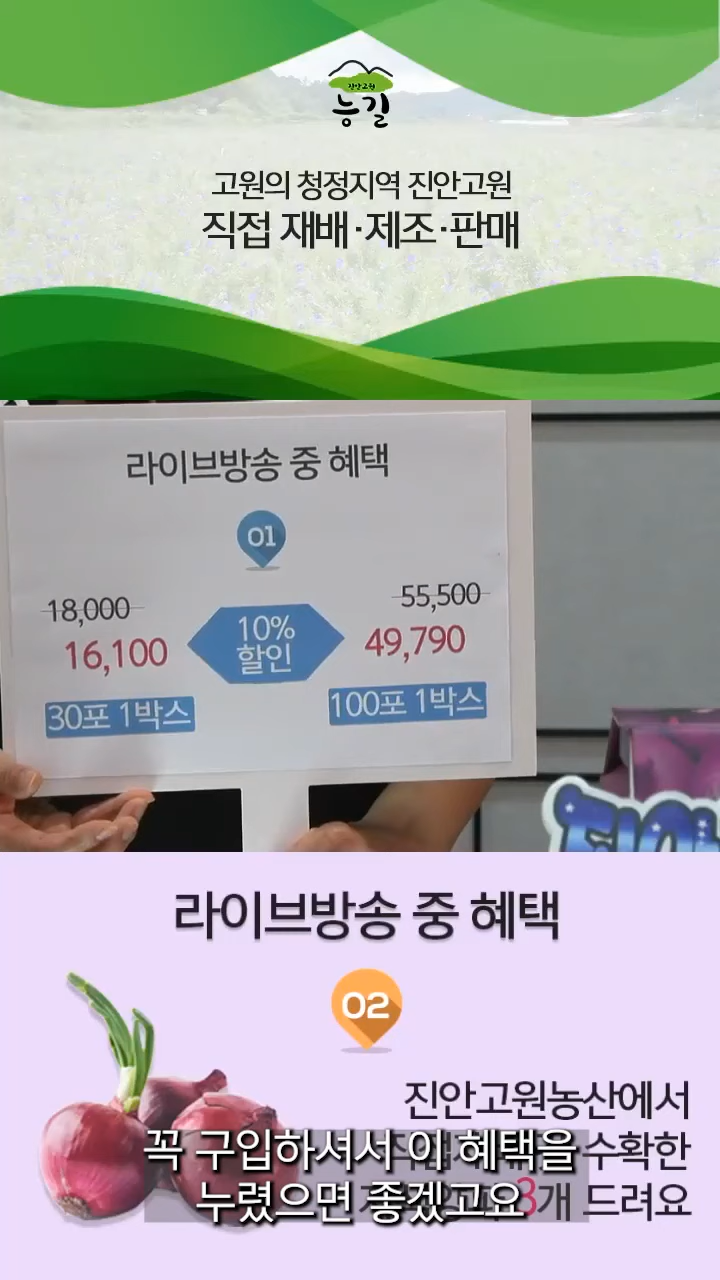 진안고원
능길
고원의 청정지역 진안고원
직접 재배·제조·판매
라이브방송 중 혜택
01
18,000
16,100
10%
할인
55,500
49,790
30포 1박스
100포 1박스
라이브방송 중 혜택
02
진안고원농산에서
수확한
3개 드려요
꼭 구입하셔서 이 혜택을
누렸으면 좋겠고요